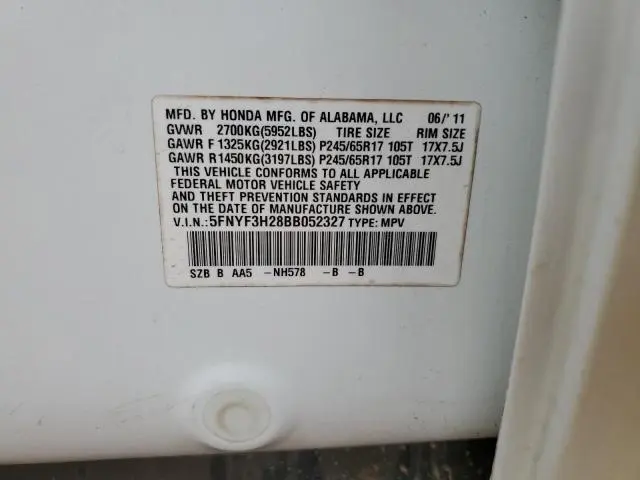 MFD. BY HONDA MFG. OF ALABAMA, LLC 06/'11
GVWR 2700KG(5952LBS) TIRE SIZE RIM SIZE
GAWR F 1325KG(2921LBS) P245/65R17 105T 17X7.5J
GAWR R 1450KG(3197LBS) P245/65R17 105T 17X7.5J
THIS VEHICLE CONFORMS TO ALL APPLICABLE
FEDERAL MOTOR VEHICLE SAFETY
AND THEFT PREVENTION STANDARDS IN EFFECT
ON THE DATE OF MANUFACTURE SHOWN ABOVE.
V.I.N.:5FNYF3H28BB052327 TYPE: MPV
SZB B AA5 -NH578 -B -B